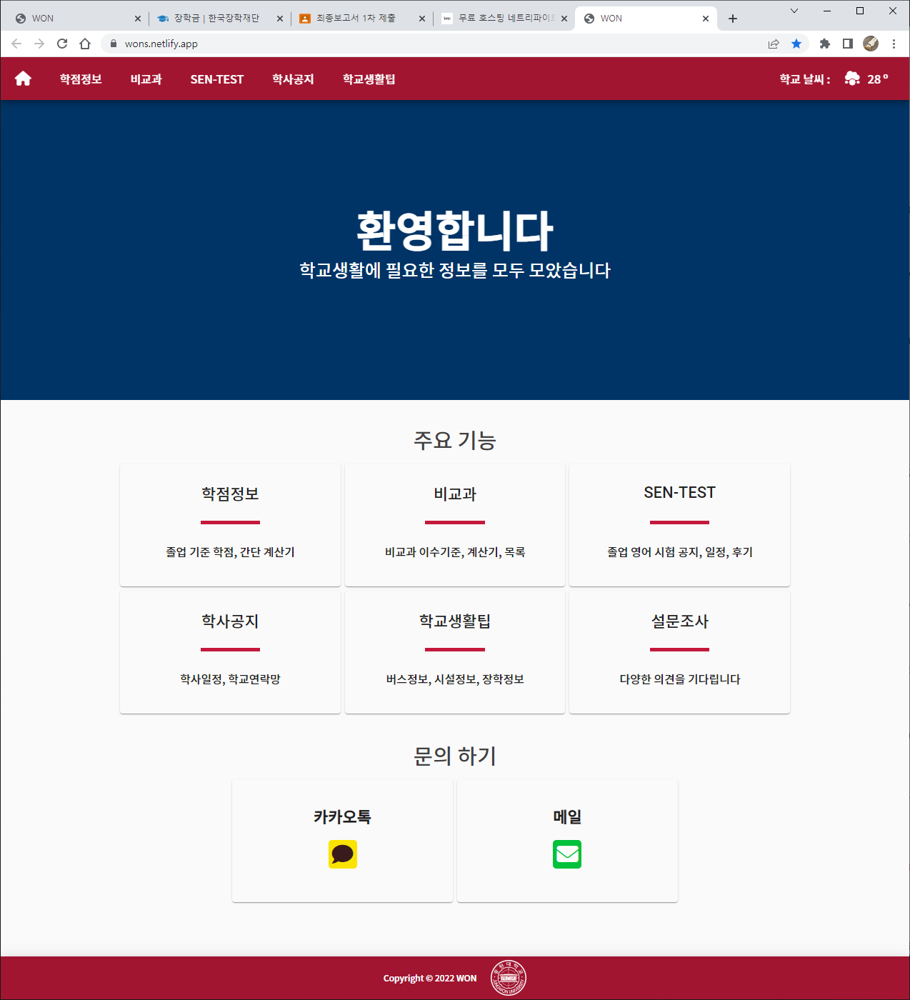 WON
장학금 | 한국장학재단
최종보고서 1차 제출
무료 호스팅 네트리파이
WON
wons.netlify.app
학점정보 비교과 SEN-TEST 학사공지 학교생활팁 학교 날씨 : 28 º
환영합니다
학교생활에 필요한 정보를 모두 모았습니다
주요 기능
학점정보
졸업 기준 학점, 간단 계산기
비교과
비교과 이수기준, 계산기, 목록
SEN-TEST
졸업 영어 시험 공지, 일정, 후기
학사공지
학사일정, 학교연락망
학교생활팁
버스정보, 시설정보, 장학정보
설문조사
다양한 의견을 기다립니다
문의 하기
카카오톡
메일
Copyright © 2022 WON
중원대학교
JUNGWON UNIVERSITY